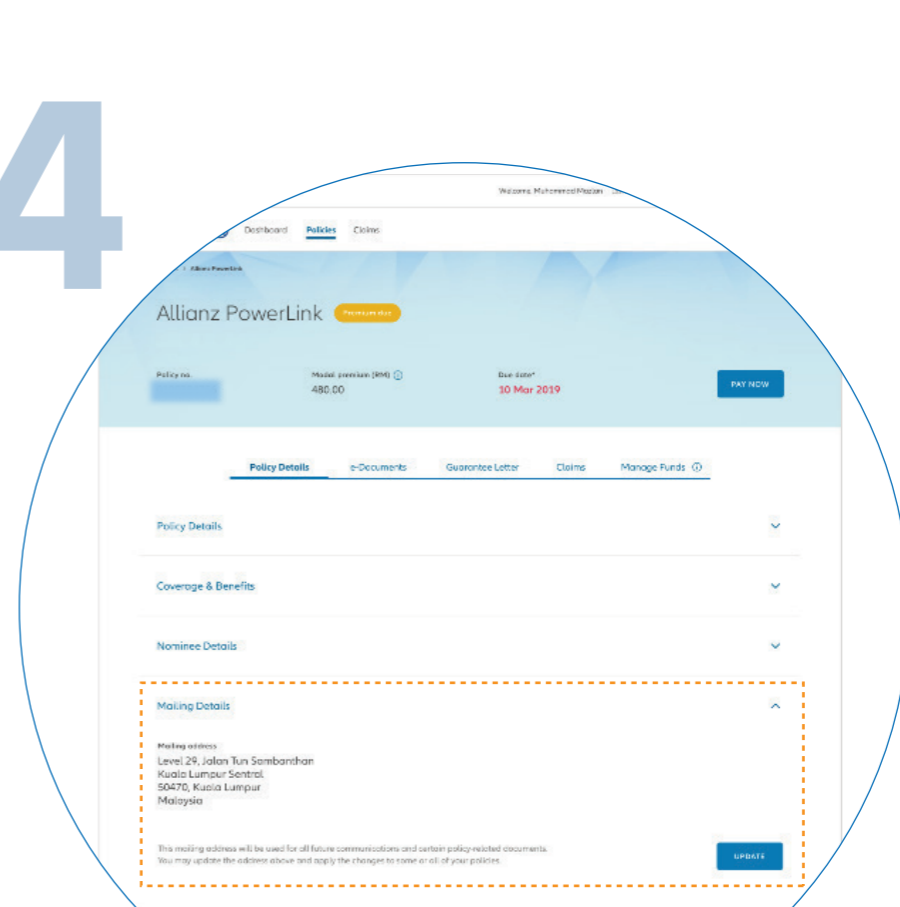 4
Welcome, Muhammad Mazlan
Dashboard Policies Claims
> Allianz PowerLink
Allianz PowerLink Premium due
Policy no. Modal premium (RM) Due date*
480.00 10 Mar 2019 PAY NOW
Policy Details e-Documents Guarantee Letter Claims Manage Funds
Policy Details
Coverage & Benefits
Nominee Details
Mailing Details
Mailing address
Level 29, Jalan Tun Sambanthan
Kuala Lumpur Sentral
50470, Kuala Lumpur
Malaysia
This mailing address will be used for all future communications and certain policy-related documents.
You may update the address above and apply the changes to some or all of your policies.
UPDATE